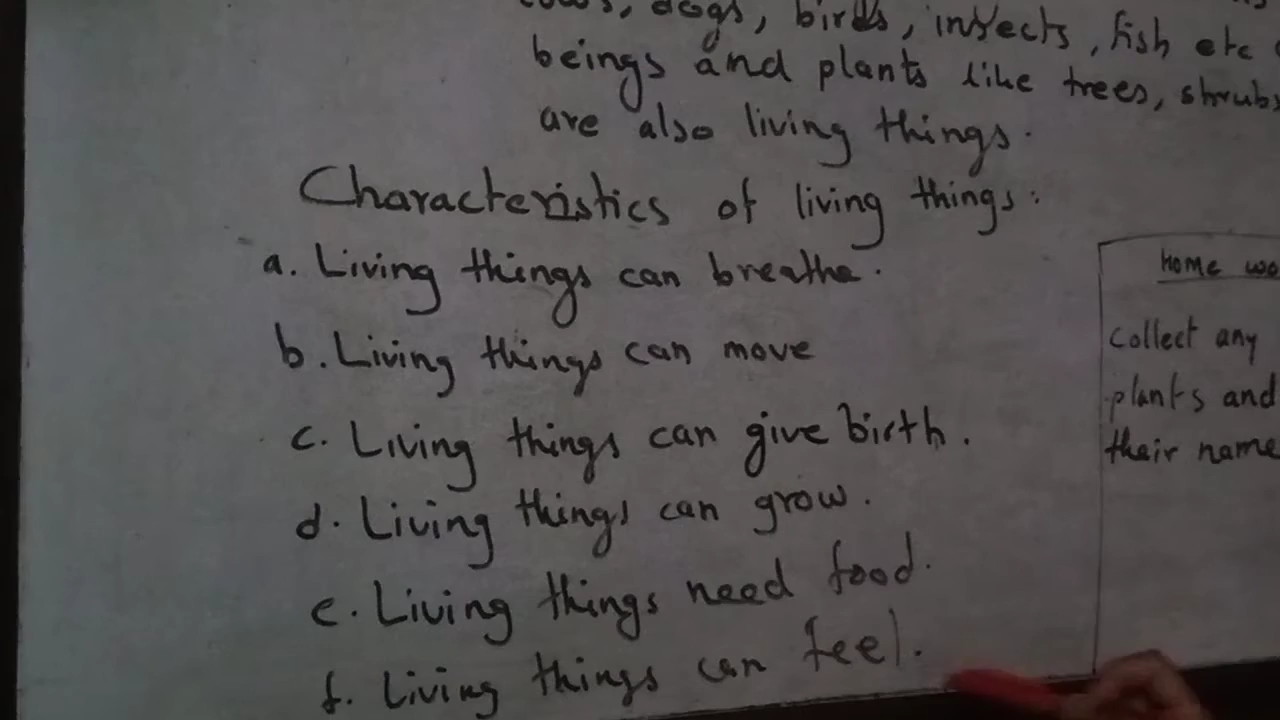 dogs, birds, insects, fish etc
beings and plants like trees, shrubs
are also living things.
Characteristics of living things:
a. Living things can breathe.
b. Living things can move
c. Living things can give birth.
d. Living things can grow.
e. Living things need food.
f. Living things can feel.
Home wo
collect any
plants and
their name